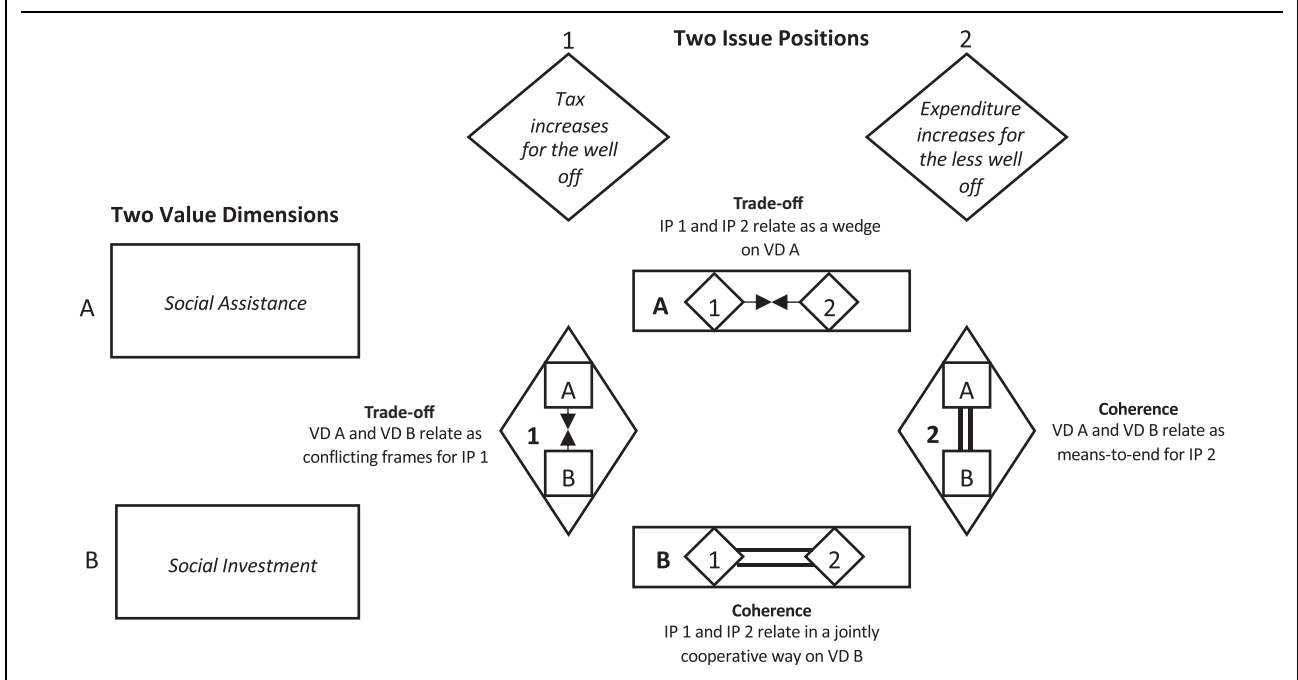 Two Issue Positions
1
2
Tax
increases
for the well
off
Expenditure
increases for
the less well
off
Two Value Dimensions
A
Social Assistance
Trade-off
IP 1 and IP 2 relate as a wedge
on VD A
A
1
2
Trade-off
VD A and VD B relate as
conflicting frames for IP 1
A
1
B
A
2
B
Coherence
VD A and VD B relate as
means-to-end for IP 2
B
Social Investment
B
1
2
Coherence
IP 1 and IP 2 relate in a jointly
cooperative way on VD B